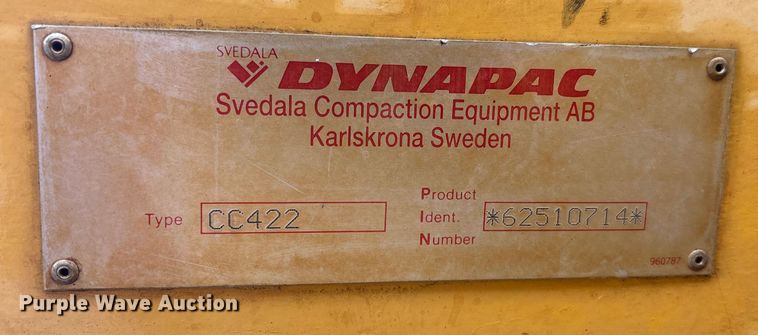 SVEDALA
DYNAPAC
Svedala Compaction Equipment AB
Karlskrona Sweden
Type CC422
Product
Ident. *62510714*
Number
960787
Purple Wave Auction